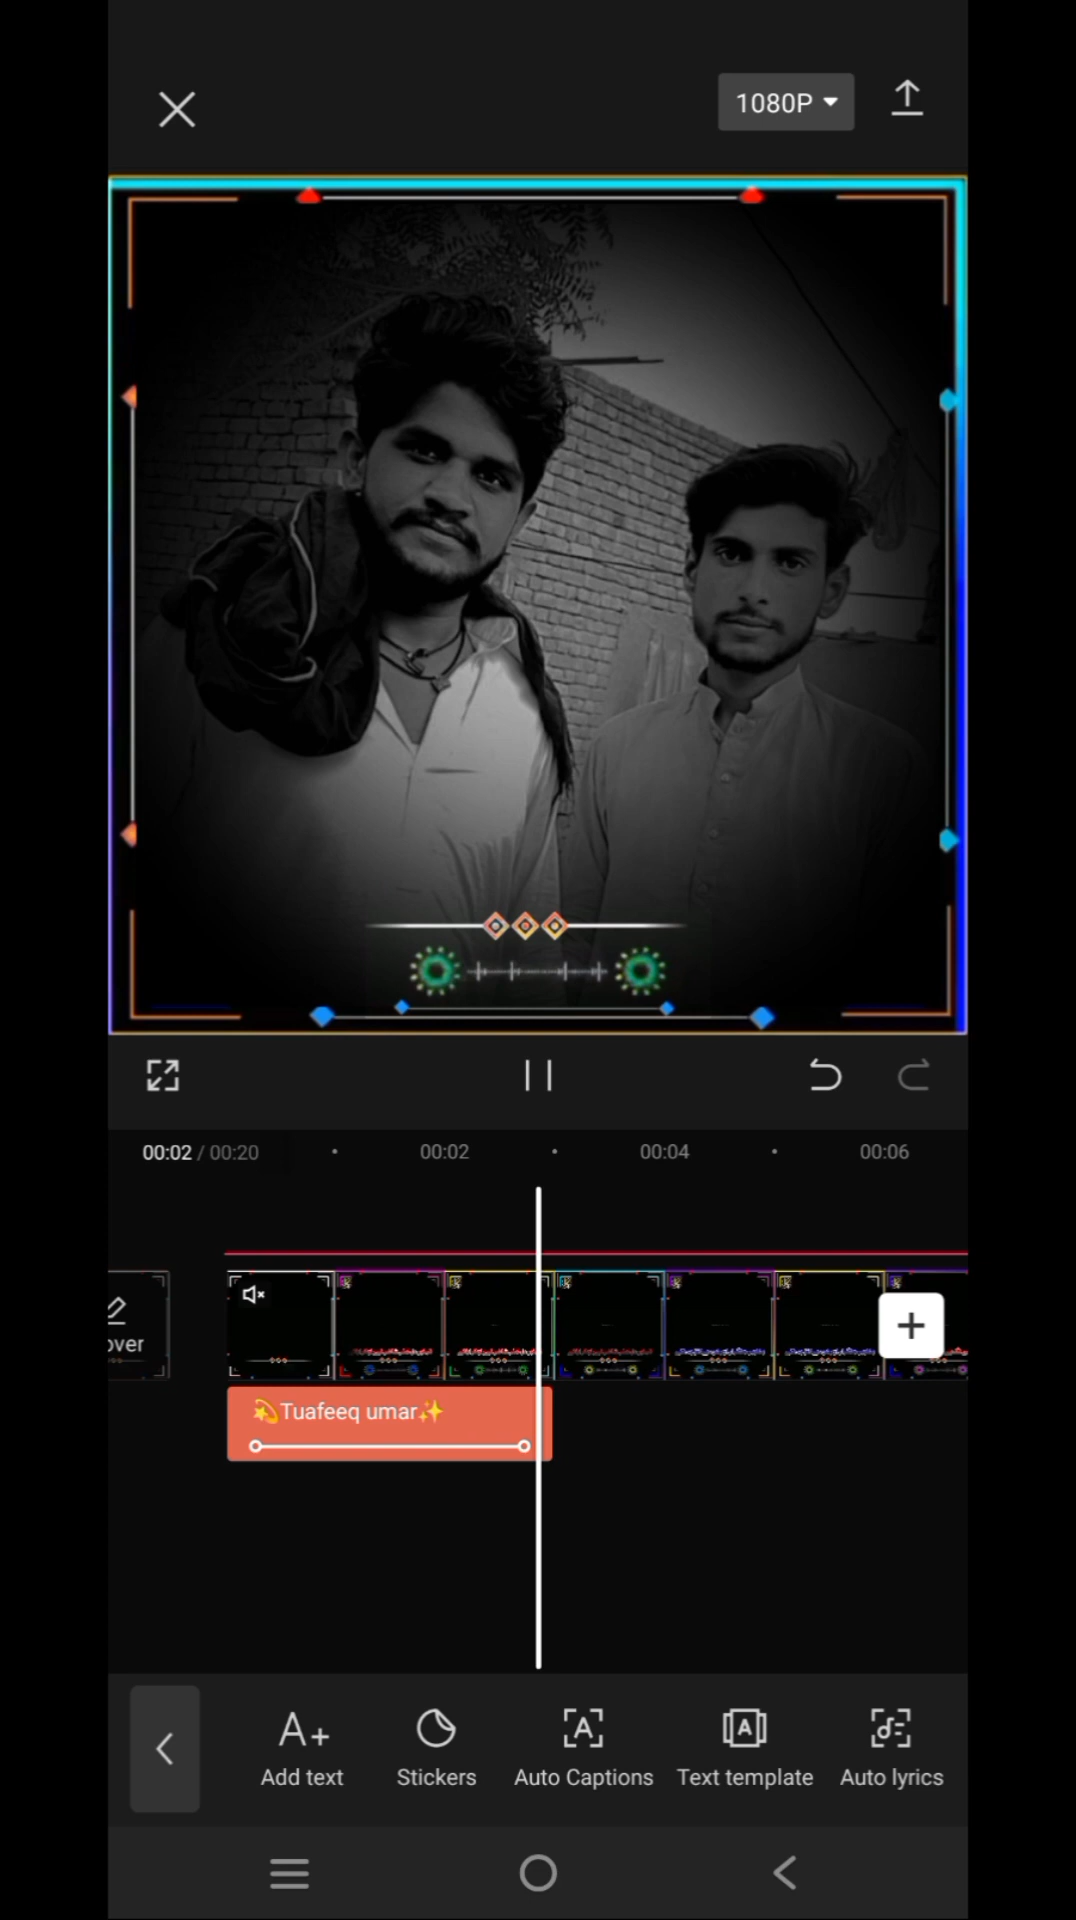 1080P
00:02 / 00:20
00:02
00:04
00:06
over
💫Tuafeeq umar✨
Add text
Stickers
Auto Captions
Text template
Auto lyrics